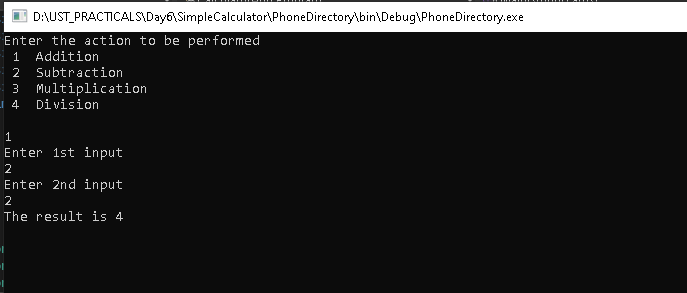 D:\UST_PRACTICALS\Day6\SimpleCalculator\PhoneDirectory\bin\Debug\PhoneDirectory.exe
Enter the action to be performed
1 Addition
2 Subtraction
3 Multiplication
4 Division
1
Enter 1st input
2
Enter 2nd input
2
The result is 4